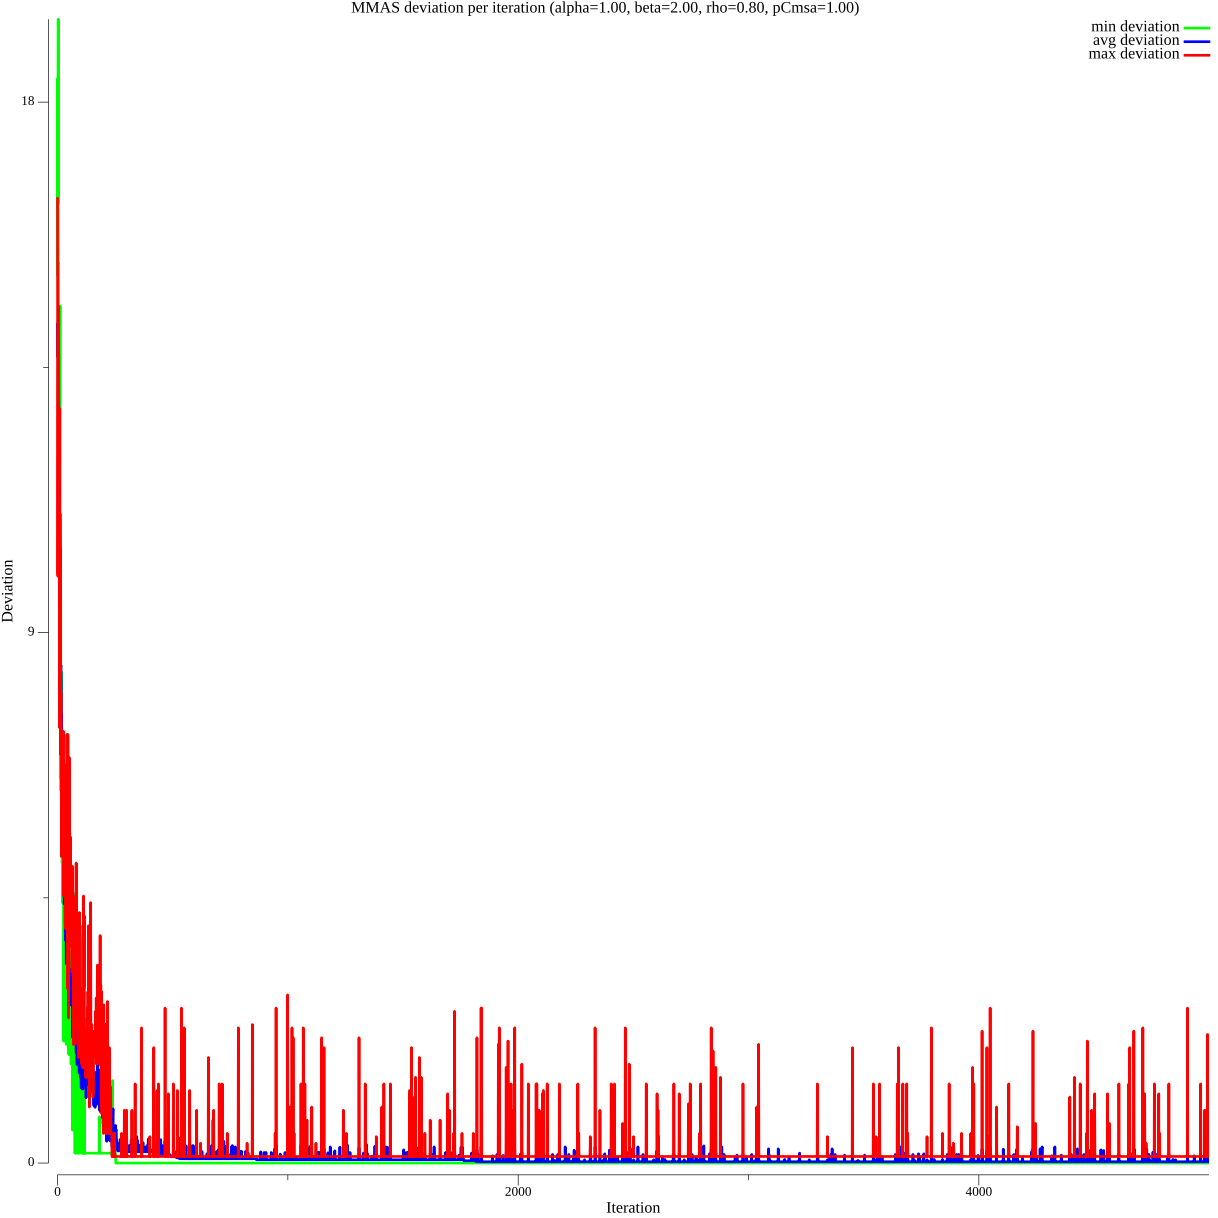 MMAS deviation per iteration (alpha=1.00, beta=2.00, rho=0.80, pCmsa=1.00)
min deviation
avg deviation
max deviation
18
9
0
Deviation
0
2000
4000
Iteration